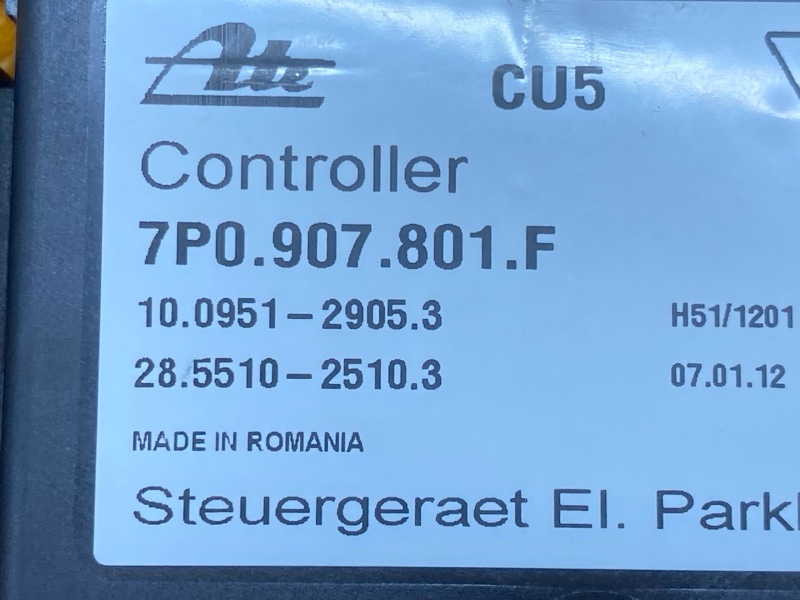 Ate
CU5
Controller
7P0.907.801.F
10.0951-2905.3
H51/1201
28.5510-2510.3
07.01.12
MADE IN ROMANIA
Steuergeraet El.